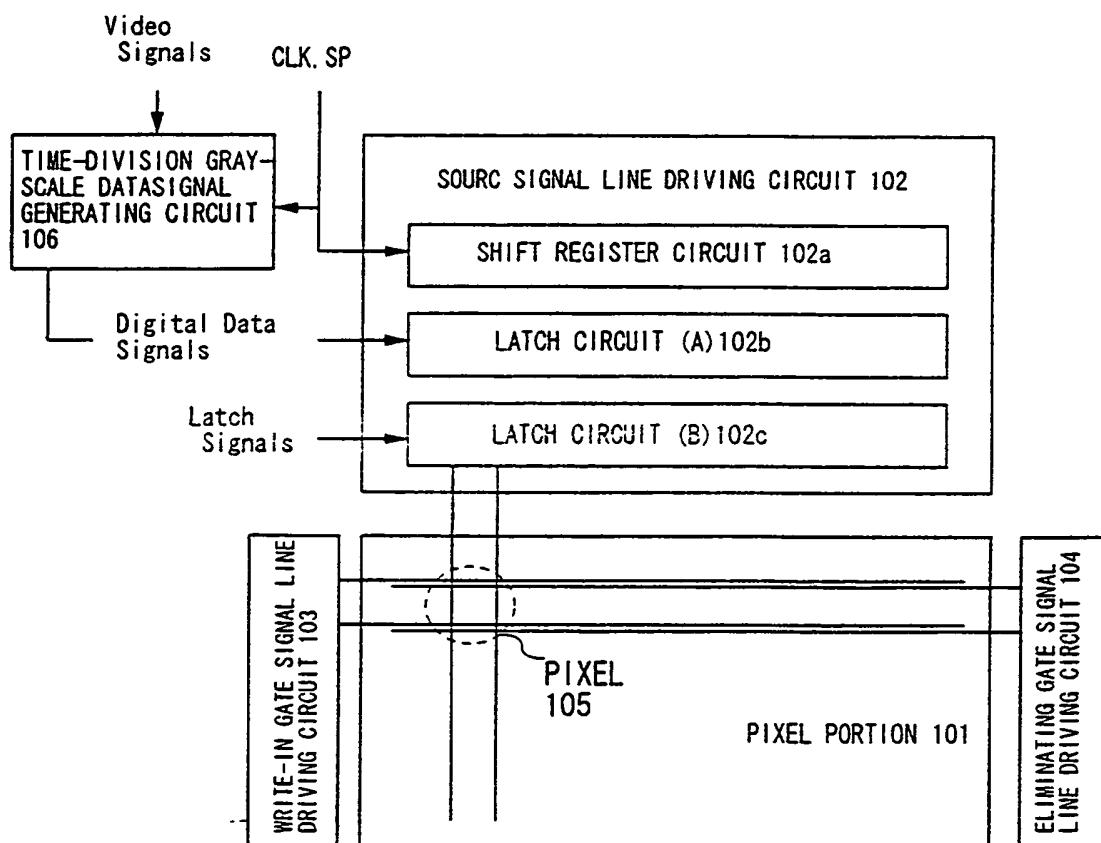 Video
Signals
CLK.SP
TIME-DIVISION GRAY-
SCALE DATASIGNAL
GENERATING CIRCUIT
106
SOURC SIGNAL LINE DRIVING CIRCUIT 102
SHIFT REGISTER CIRCUIT 102a
Digital Data
Signals
LATCH CIRCUIT (A)102b
Latch
Signals
LATCH CIRCUIT (B)102c
WRITE-IN GATE SIGNAL LINE
DRIVING CIRCUIT 103
PIXEL
105
PIXEL PORTION 101
ELIMINATING GATE SIGNAL
LINE DRIVING CIRCUIT 104